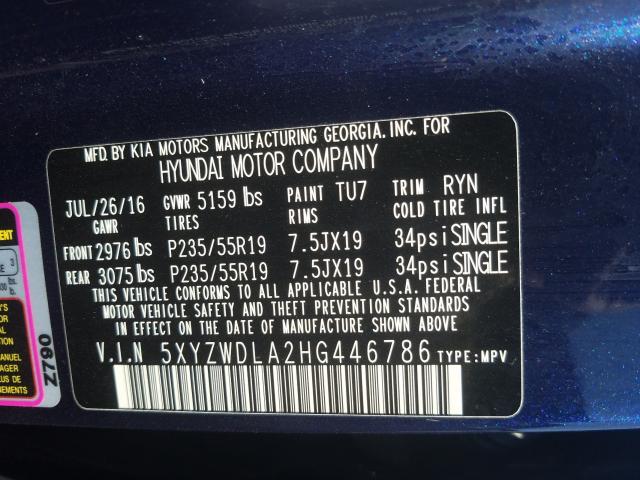 MFD. BY KIA MOTORS MANUFACTURING GEORGIA. INC. FOR
HYUNDAI MOTOR COMPANY
JUL/26/16 GVWR 5159 lbs PAINT TU7 TRIM RYN
GAWR TIRES RIMS COLD TIRE INFL
FRONT 2976 lbs P235/55R19 7.5JX19 34psi SINGLE
REAR 3075 lbs P235/55R19 7.5JX19 34psi SINGLE
THIS VEHICLE CONFORMS TO ALL APPLICABLE U.S.A. FEDERAL
MOTOR VEHICLE SAFETY AND THEFT PREVENTION STANDARDS
IN EFFECT ON THE DATE OF MANUFACTURE SHOWN ABOVE
V.I.N 5XYZWDLA2HG446786 TYPE: MPV
Z790